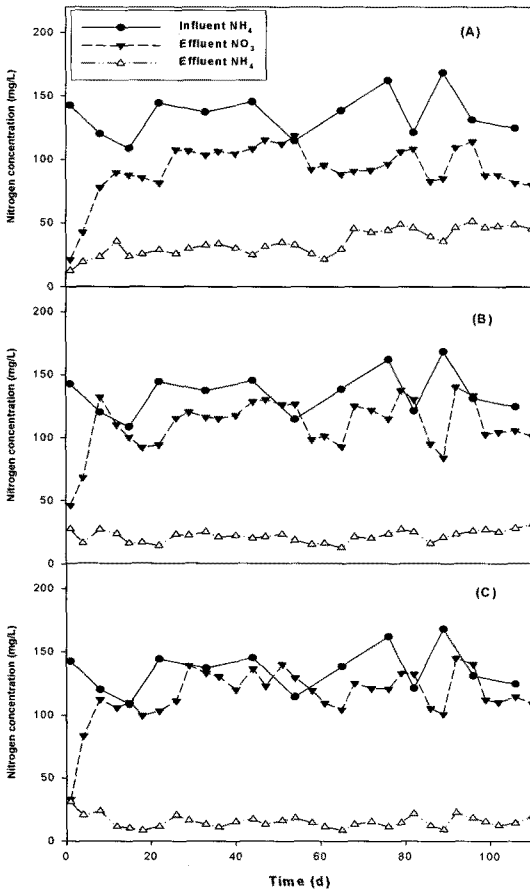 200
150
100
50
0
Nitrogen concentration (mg/L)
Influent NH₄
Effluent NO₃
Effluent NH₄
(A)
200
150
100
50
0
Nitrogen concentration (mg/L)
(B)
200
150
100
50
0
Nitrogen concentration (mg/L)
(C)
0 20 40 60 80 100
Time (d)